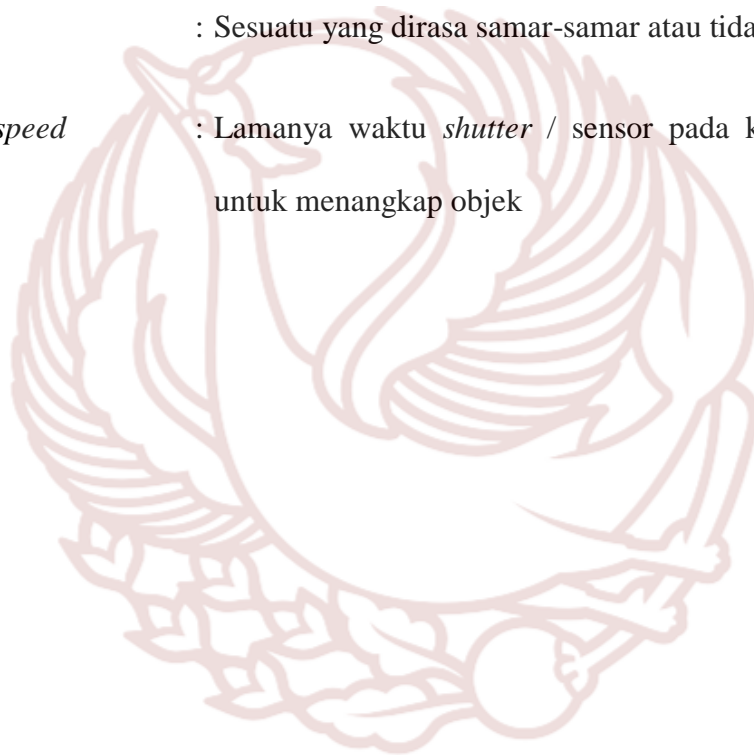 : Sesuatu yang dirasa samar-samar atau tida
speed : Lamanya waktu shutter / sensor pada k
untuk menangkap objek